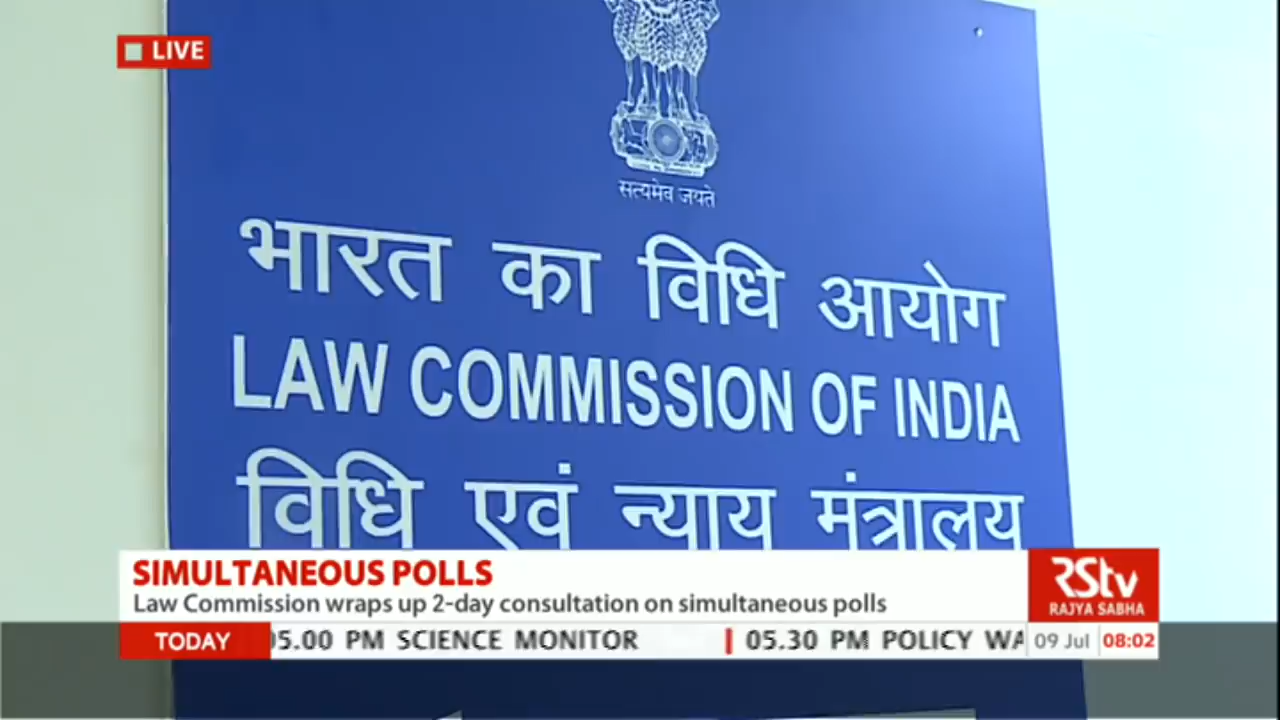 LIVE
सत्यमेव जयते
भारत का विधि आयोग
LAW COMMISSION OF INDIA
विधि एवं न्याय मंत्रालय
SIMULTANEOUS POLLS
Law Commission wraps up 2-day consultation on simultaneous polls
RStv
RAJYA SABHA
TODAY 05.00 PM SCIENCE MONITOR | 05.30 PM POLICY WA 09 Jul 08:02